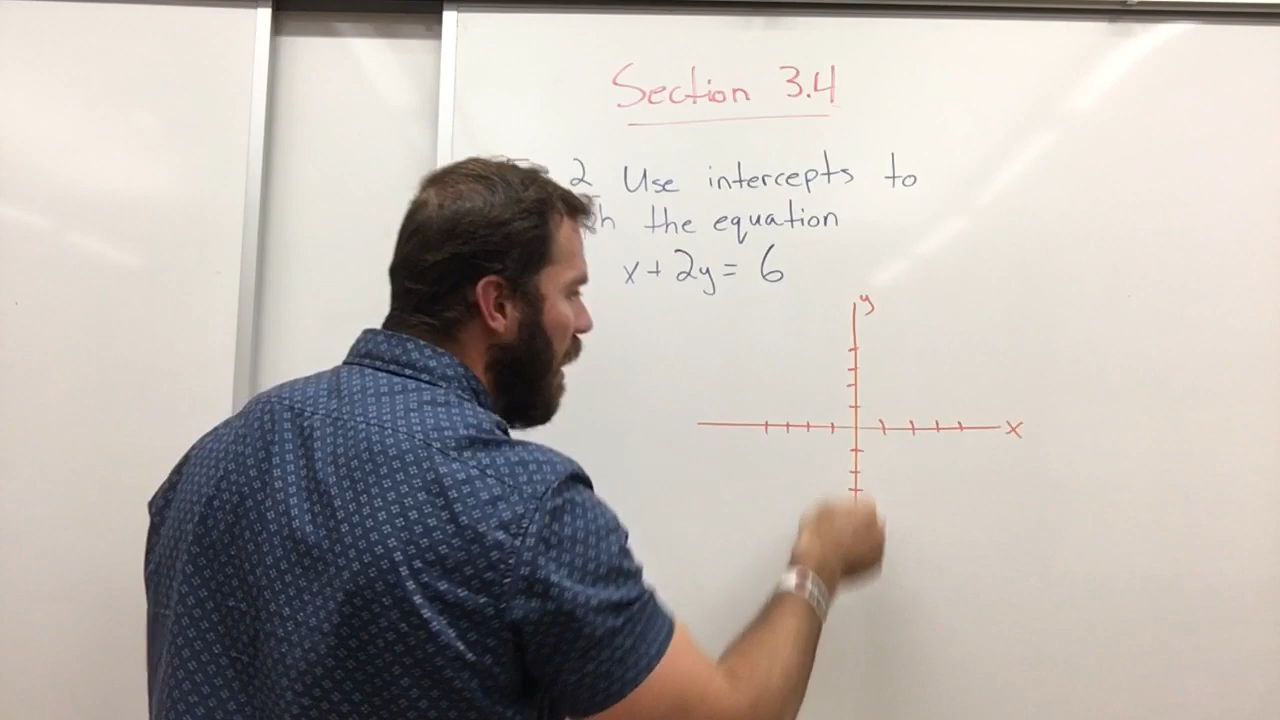 Section 3.4
2 Use intercepts to
the equation
x + 2y = 6
y
x